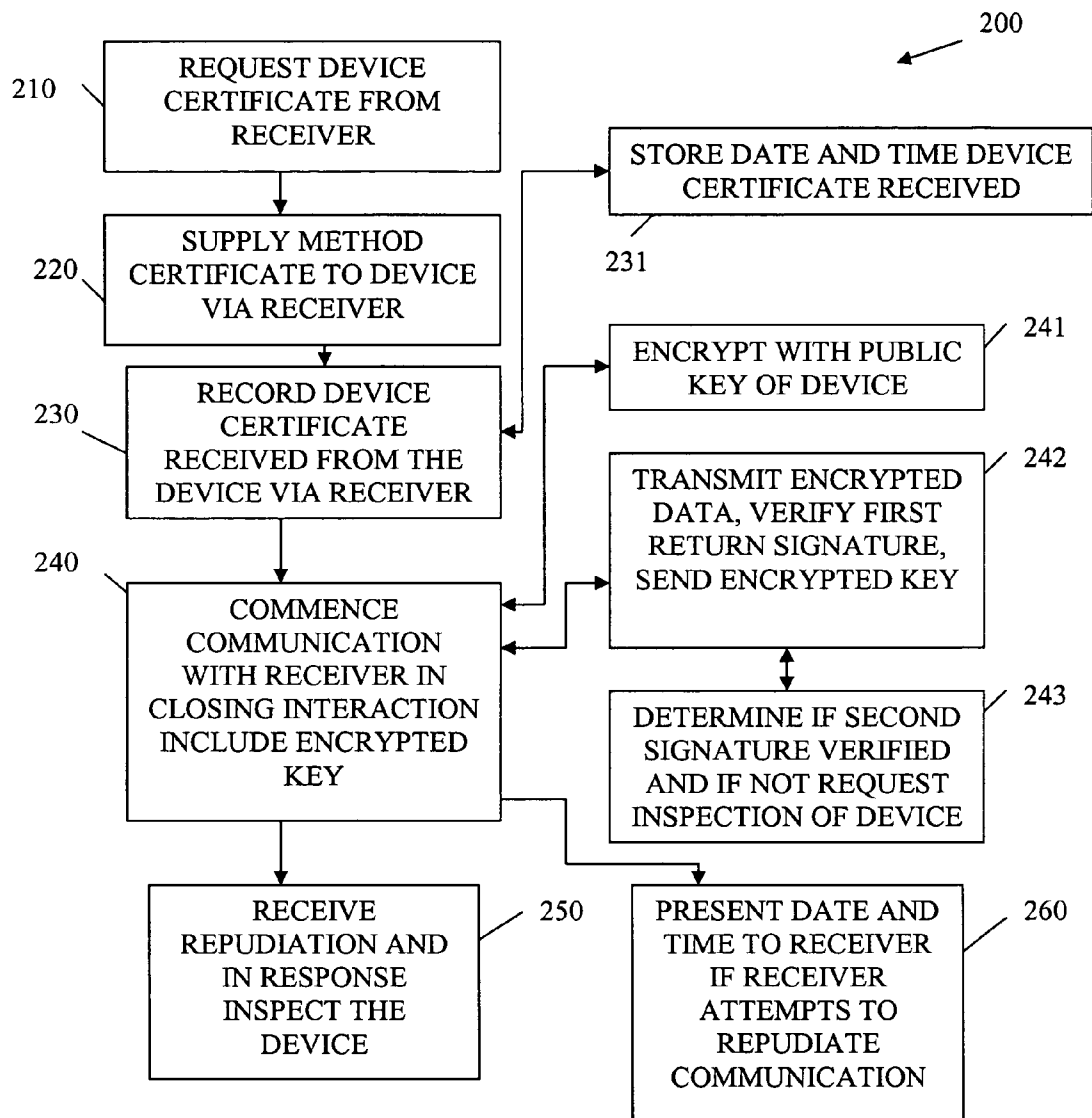 200
210
REQUEST DEVICE
CERTIFICATE FROM
RECEIVER
STORE DATE AND TIME DEVICE
CERTIFICATE RECEIVED
231
220
SUPPLY METHOD
CERTIFICATE TO DEVICE
VIA RECEIVER
241
ENCRYPT WITH PUBLIC
KEY OF DEVICE
230
RECORD DEVICE
CERTIFICATE
RECEIVED FROM THE
DEVICE VIA RECEIVER
242
TRANSMIT ENCRYPTED
DATA, VERIFY FIRST
RETURN SIGNATURE,
SEND ENCRYPTED KEY
240
COMMENCE
COMMUNICATION
WITH RECEIVER IN
CLOSING INTERACTION
INCLUDE ENCRYPTED
KEY
243
DETERMINE IF SECOND
SIGNATURE VERIFIED
AND IF NOT REQUEST
INSPECTION OF DEVICE
250
RECEIVE
REPUDIATION AND
IN RESPONSE
INSPECT THE
DEVICE
260
PRESENT DATE AND
TIME TO RECEIVER
IF RECEIVER
ATTEMPTS TO
REPUDIATE
COMMUNICATION